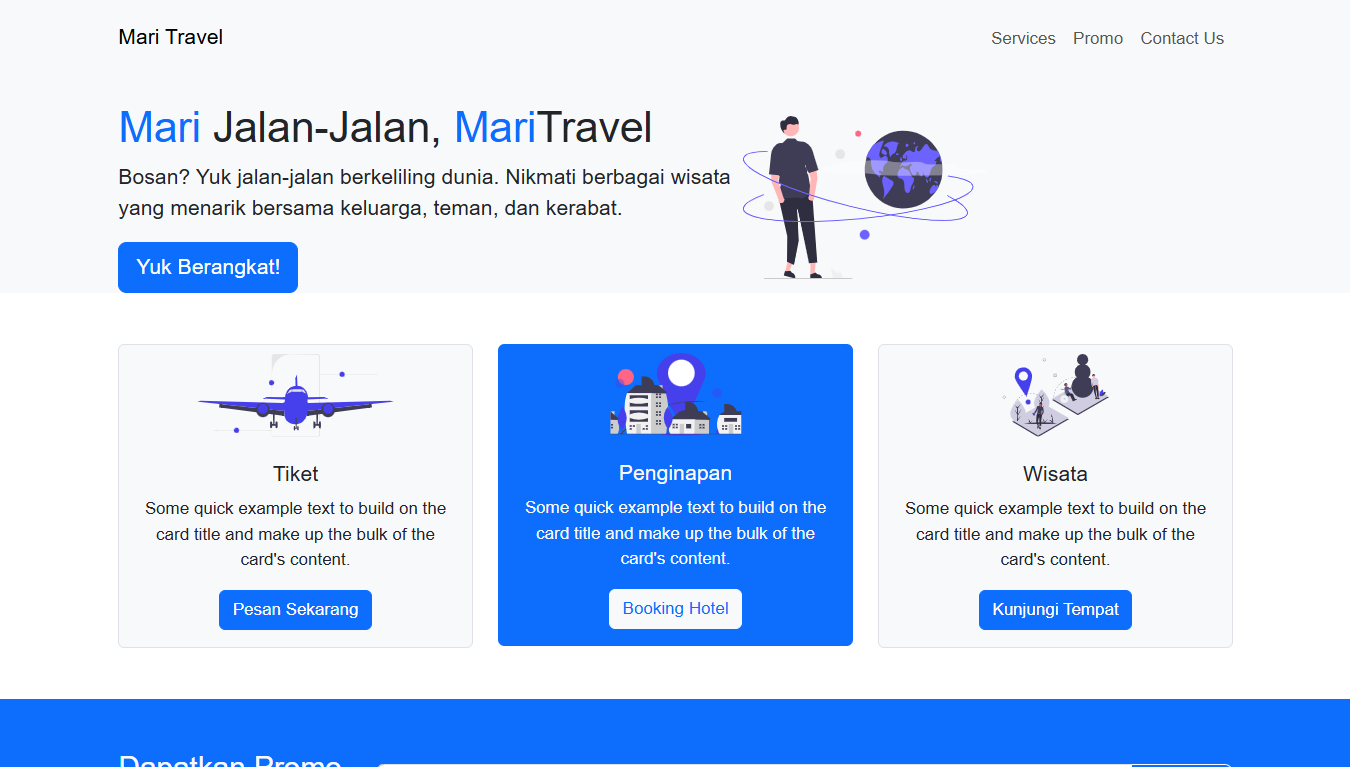 Mari Travel
Services Promo Contact Us
Mari Jalan-Jalan, MariTravel
Bosan? Yuk jalan-jalan berkeliling dunia. Nikmati berbagai wisata
yang menarik bersama keluarga, teman, dan kerabat.
Yuk Berangkat!
Tiket
Some quick example text to build on the
card title and make up the bulk of the
card's content.
Pesan Sekarang
Penginapan
Some quick example text to build on the
card title and make up the bulk of the
card's content.
Booking Hotel
Wisata
Some quick example text to build on the
card title and make up the bulk of the
card's content.
Kunjungi Tempat
Dapatkan Promo